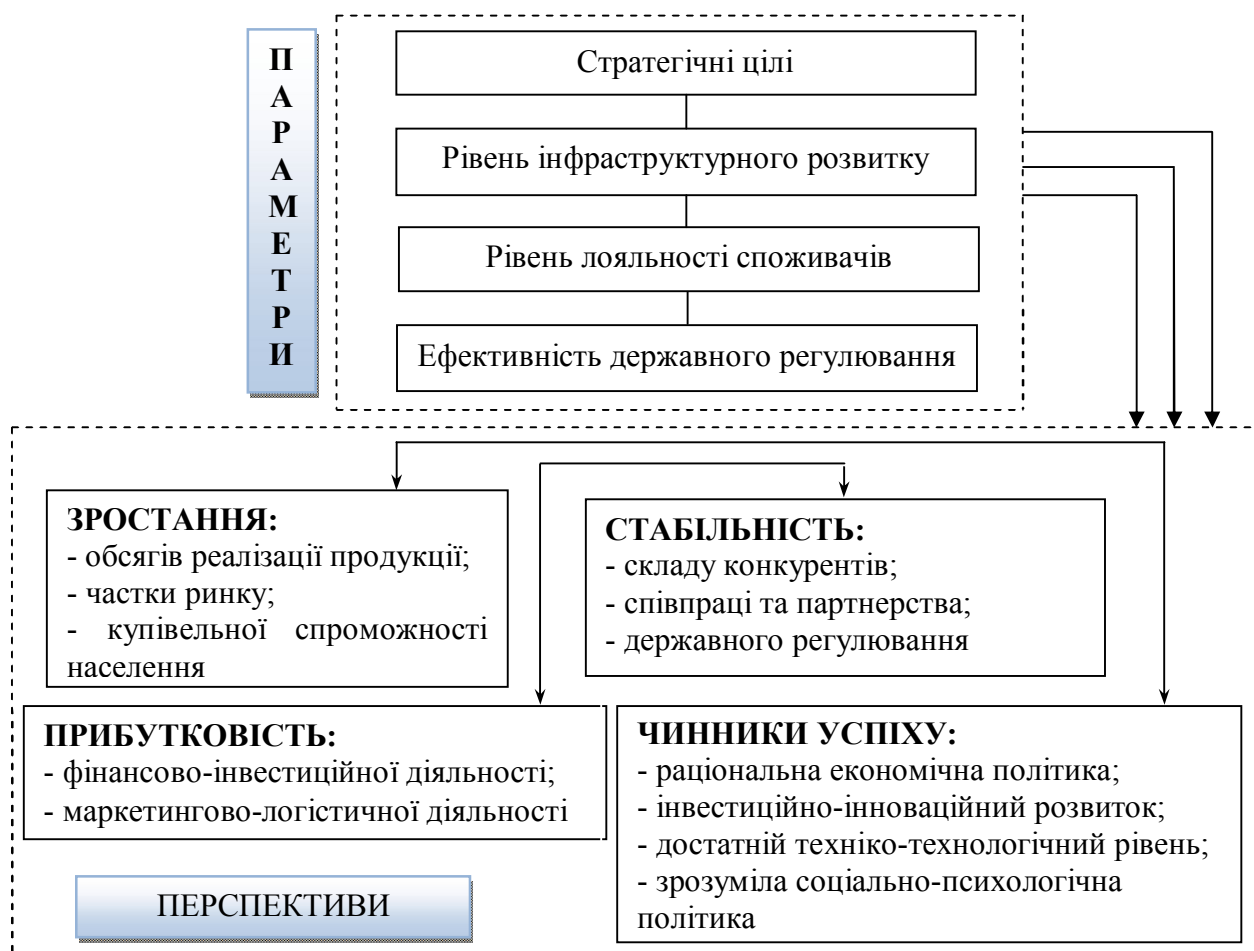 ПАРАМЕТРИ
Стратегічні цілі
Рівень інфраструктурного розвитку
Рівень лояльності споживачів
Ефективність державного регулювання
ЗРОСТАННЯ:
- обсягів реалізації продукції;
- частки ринку;
- купівельної спроможності
населення
СТАБІЛЬНІСТЬ:
- складу конкурентів;
- співпраці та партнерства;
- державного регулювання
ПРИБУТКОВІСТЬ:
- фінансово-інвестиційної діяльності;
- маркетингово-логістичної діяльності
ЧИННИКИ УСПІХУ:
- раціональна економічна політика;
- інвестиційно-інноваційний розвиток;
- достатній техніко-технологічний рівень;
- зрозуміла соціально-психологічна
політика
ПЕРСПЕКТИВИ